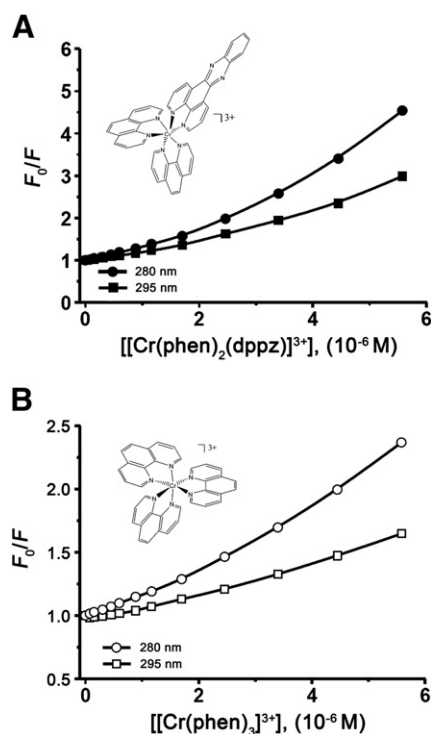 A
6
5
4
3
2
1
0
F₀/F
N
N
N
N
N
N
N
N
Cr
3+
280 nm
295 nm
0 2 4 6
[[Cr(phen)₂(dppz)]³⁺], (10⁻⁶ M)
B
2.5
2.0
1.5
1.0
0.5
F₀/F
N
N
N
N
N
N
Cr
3+
280 nm
295 nm
0 2 4 6
[[Cr(phen)₃]³⁺], (10⁻⁶ M)